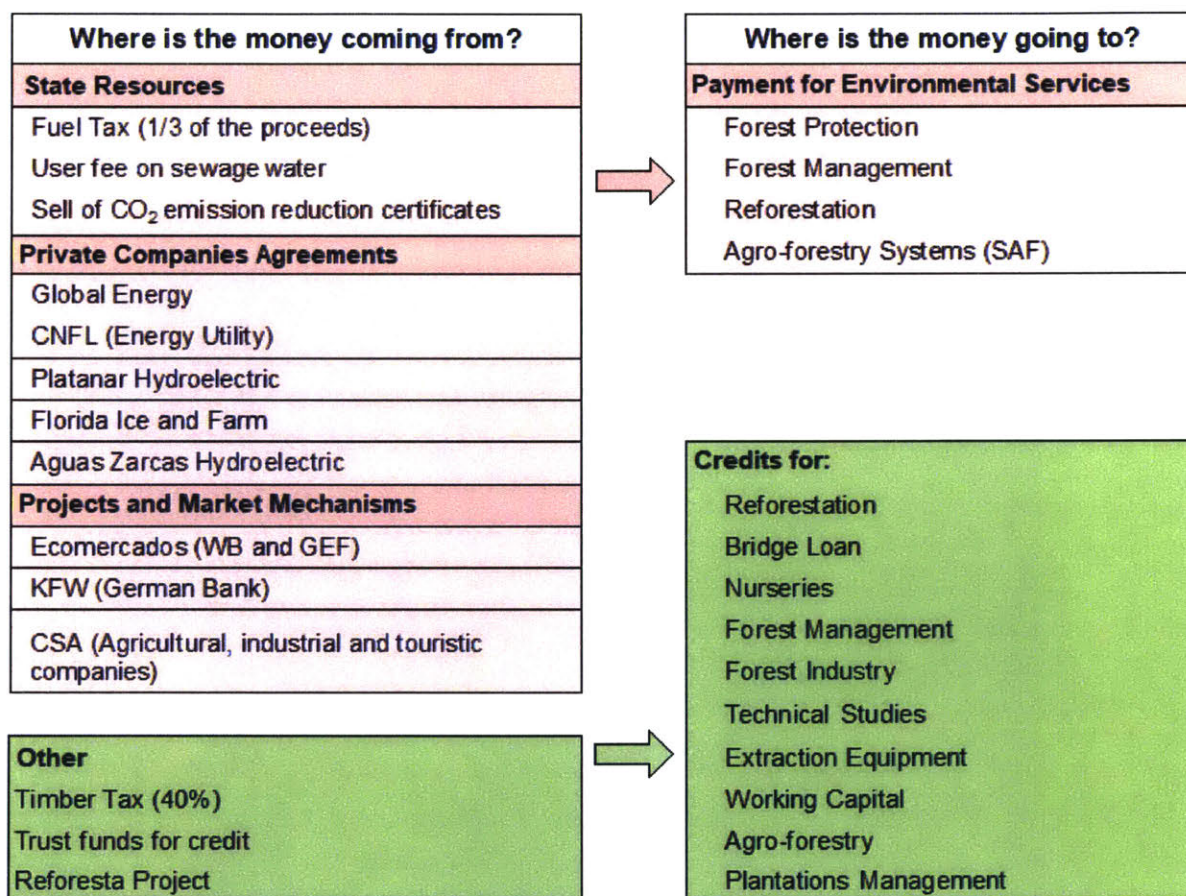 Where is the money coming from?
State Resources
Fuel Tax (1/3 of the proceeds)
User fee on sewage water
Sell of CO₂ emission reduction certificates
Private Companies Agreements
Global Energy
CNFL (Energy Utility)
Platanar Hydroelectric
Florida Ice and Farm
Aguas Zarcas Hydroelectric
Projects and Market Mechanisms
Ecomercados (WB and GEF)
KFW (German Bank)
CSA (Agricultural, industrial and touristic
companies)
Other
Timber Tax (40%)
Trust funds for credit
Reforesta Project
Where is the money going to?
Payment for Environmental Services
Forest Protection
Forest Management
Reforestation
Agro-forestry Systems (SAF)
Credits for:
Reforestation
Bridge Loan
Nurseries
Forest Management
Forest Industry
Technical Studies
Extraction Equipment
Working Capital
Agro-forestry
Plantations Management